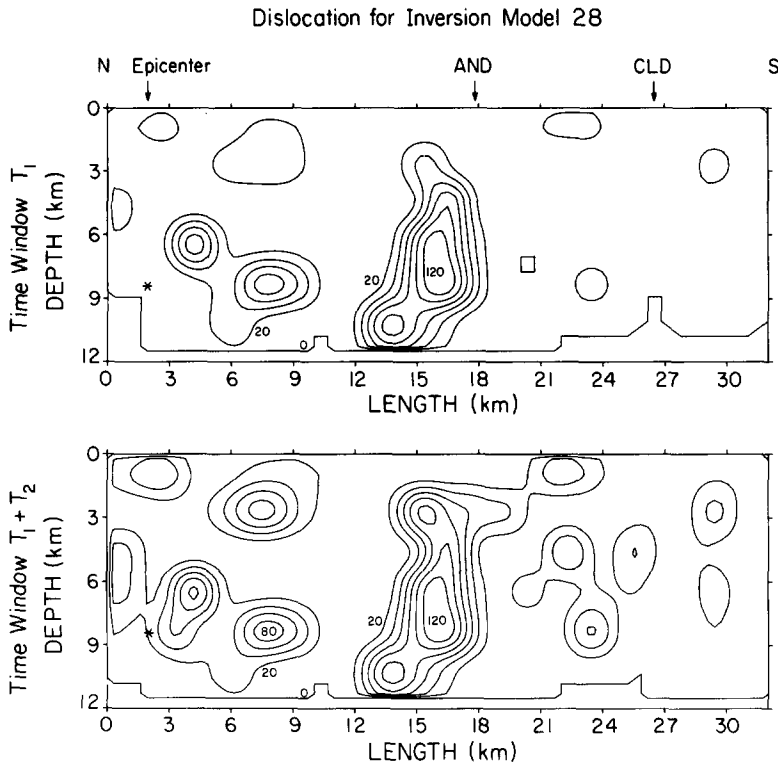 Dislocation for Inversion Model 28
N Epicenter AND CLD S
Time Window T₁
DEPTH (km)
0
3
6
9
12
20
120
20
0
0 3 6 9 12 15 18 21 24 27 30
LENGTH (km)
Time Window T₁ + T₂
DEPTH (km)
0
3
6
9
12
20
120
80
20
0
0 3 6 9 12 15 18 21 24 27 30
LENGTH (km)